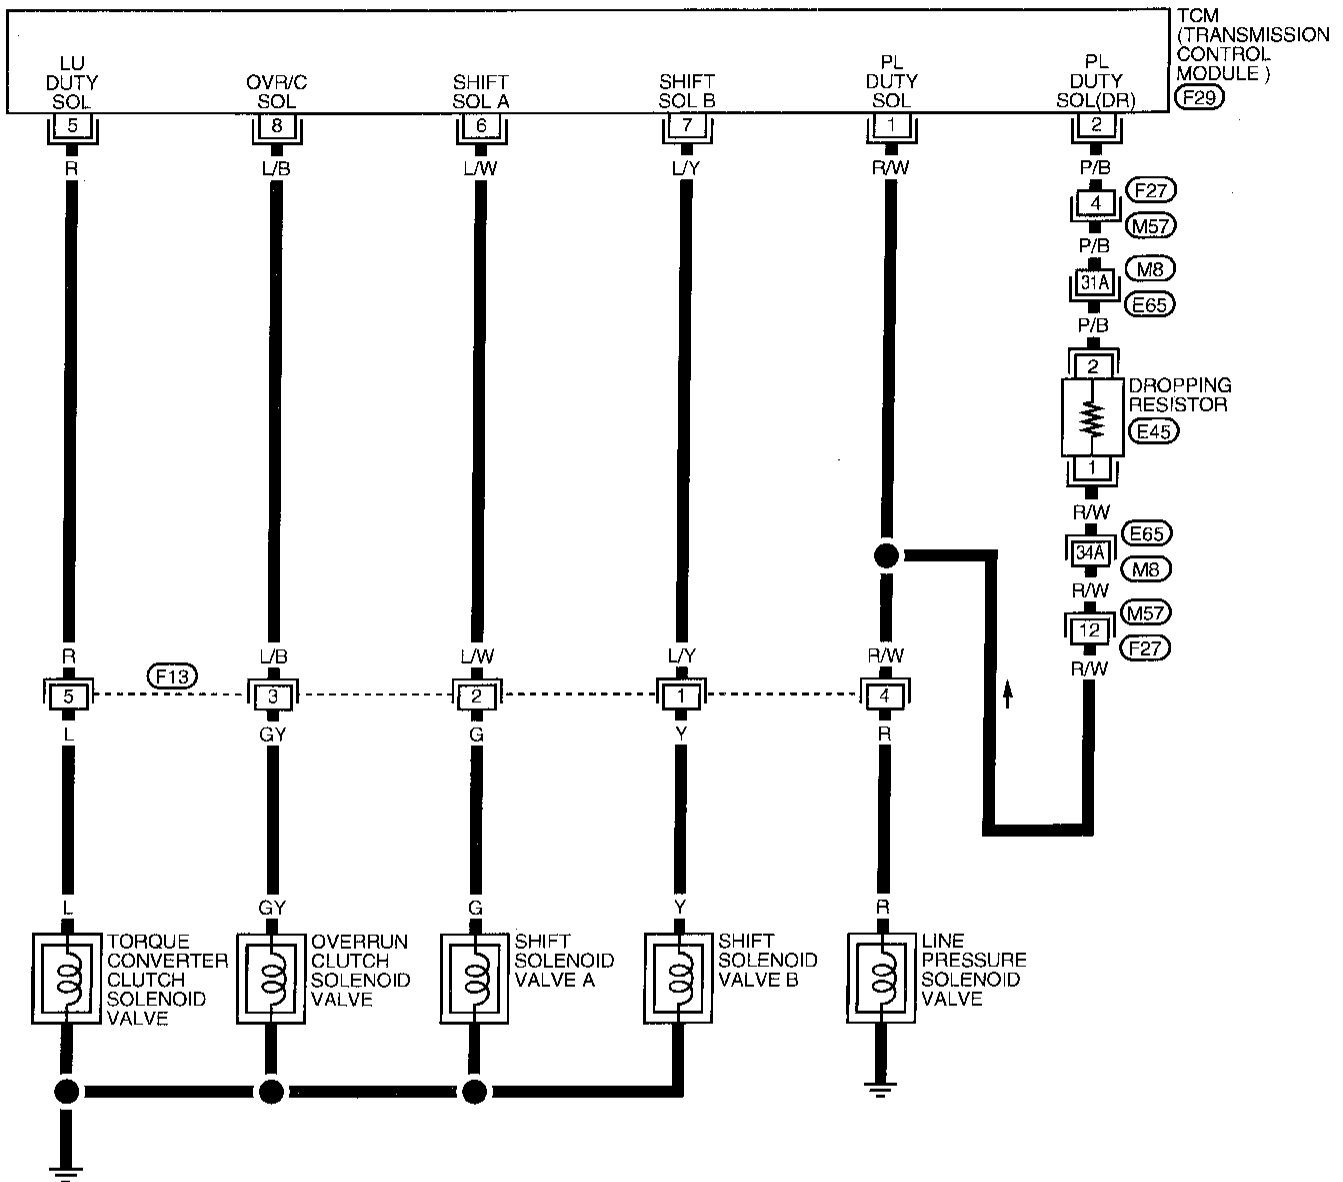 TCM
(TRANSMISSION
CONTROL
MODULE )
F29
LU
DUTY
SOL
OVR/C
SOL
SHIFT
SOL A
SHIFT
SOL B
PL
DUTY
SOL
PL
DUTY
SOL(DR)
5
8
6
7
1
2
R
L/B
L/W
L/Y
R/W
P/B
4
F27
M57
P/B
31A
M8
E65
P/B
2
DROPPING
RESISTOR
E45
1
R/W
34A
E65
M8
R/W
12
M57
F27
R/W
R
L/B
L/W
L/Y
R/W
F13
5
3
2
1
4
L
GY
G
Y
R
L
GY
G
Y
R
TORQUE
CONVERTER
CLUTCH
SOLENOID
VALVE
OVERRUN
CLUTCH
SOLENOID
VALVE
SHIFT
SOLENOID
VALVE A
SHIFT
SOLENOID
VALVE B
LINE
PRESSURE
SOLENOID
VALVE